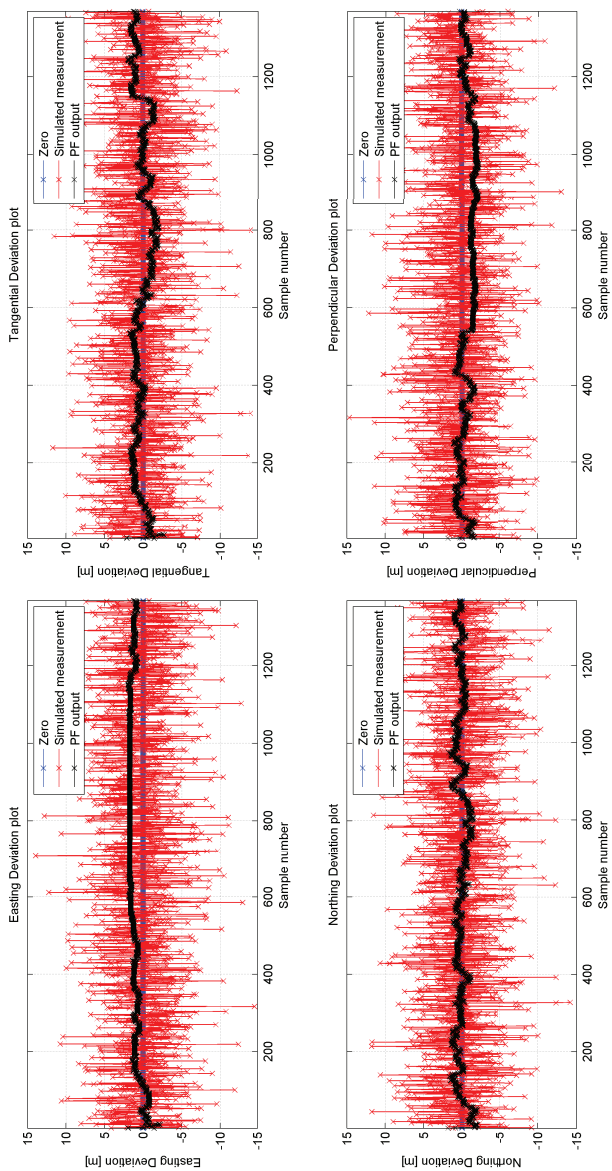 Easting Deviation plot
Easting Deviation [m]
15
10
5
0
-5
-10
-15
Zero
Simulated measurement
PF output
200 400 600 800 1000 1200
Sample number
Tangential Deviation plot
Tangential Deviation [m]
15
10
5
0
-5
-10
-15
Zero
Simulated measurement
PF output
200 400 600 800 1000 1200
Sample number
Northing Deviation plot
Northing Deviation [m]
15
10
5
0
-5
-10
-15
Zero
Simulated measurement
PF output
200 400 600 800 1000 1200
Sample number
Perpendicular Deviation plot
Perpendicular Deviation [m]
15
10
5
0
-5
-10
-15
Zero
Simulated measurement
PF output
200 400 600 800 1000 1200
Sample number